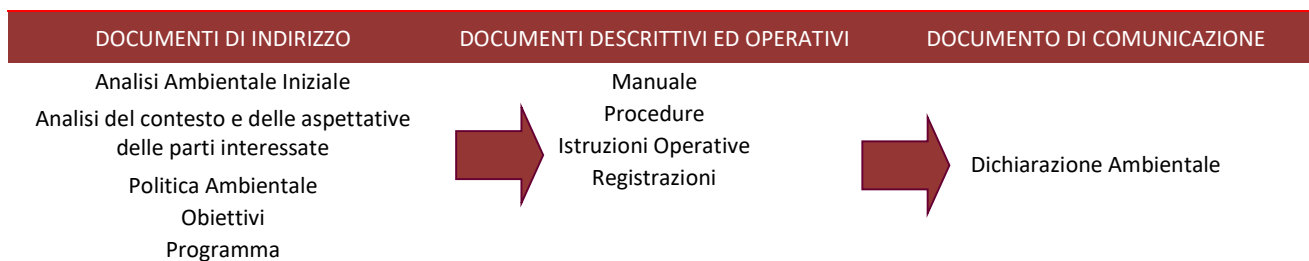 DOCUMENTI DI INDIRIZZO
DOCUMENTI DESCRITTIVI ED OPERATIVI
DOCUMENTO DI COMUNICAZIONE
Analisi Ambientale Iniziale
Analisi del contesto e delle aspettative
delle parti interessate
Politica Ambientale
Obiettivi
Programma
Manuale
Procedure
Istruzioni Operative
Registrazioni
Dichiarazione Ambientale